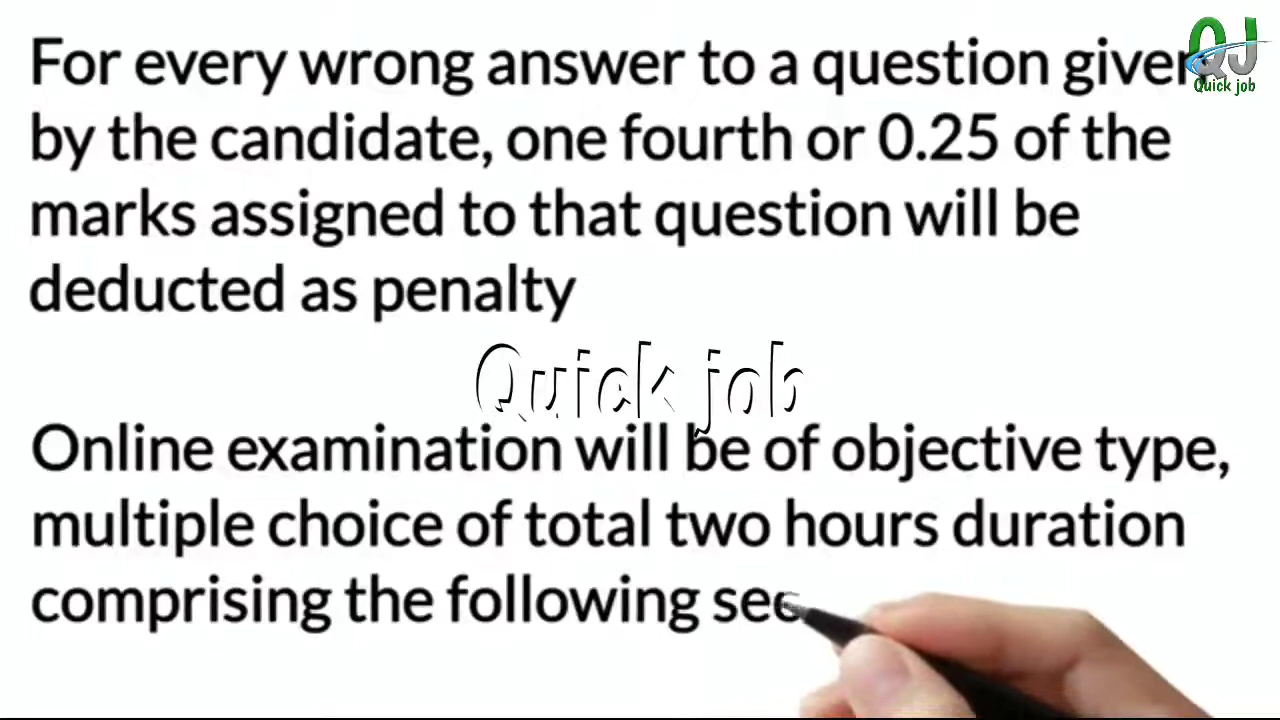 For every wrong answer to a question given
QJ
Quick job
by the candidate, one fourth or 0.25 of the
marks assigned to that question will be
deducted as penalty
Quick job
Online examination will be of objective type,
multiple choice of total two hours duration
comprising the following sec